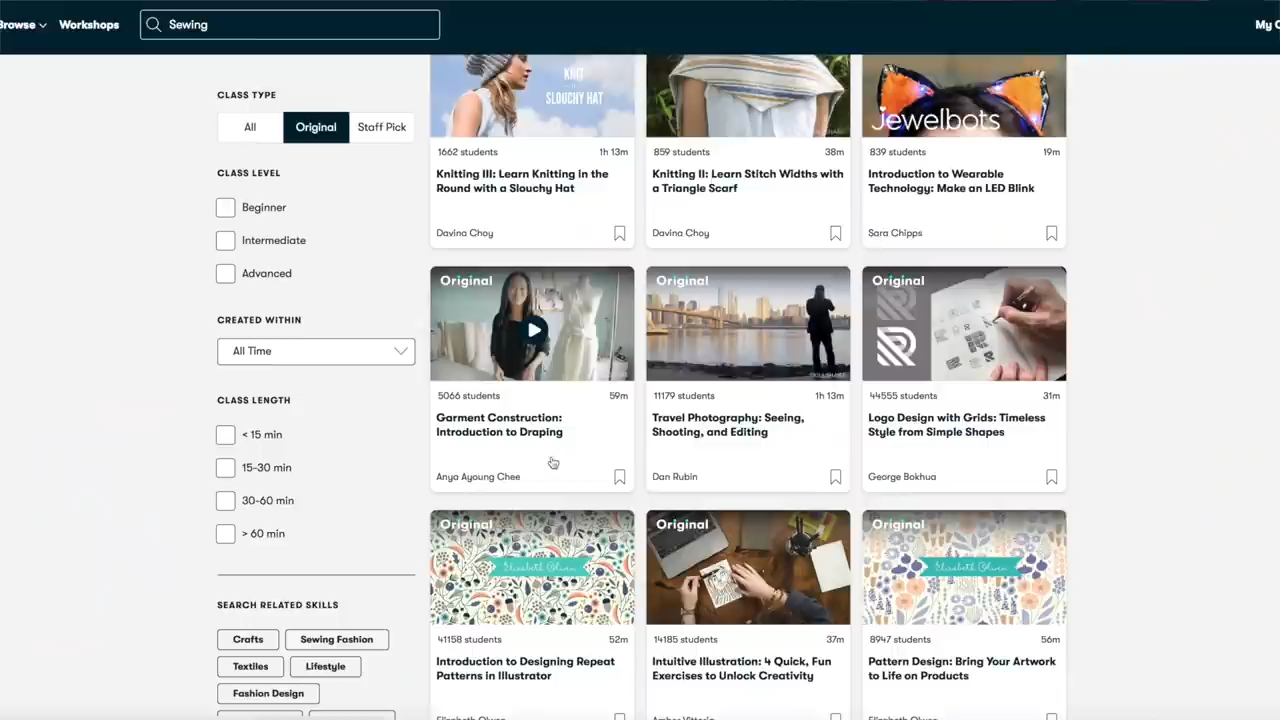 Browse
Workshops
Sewing
My C
CLASS TYPE
All
Original
Staff Pick
CLASS LEVEL
Beginner
Intermediate
Advanced
CREATED WITHIN
All Time
CLASS LENGTH
< 15 min
15-30 min
30-60 min
> 60 min
SEARCH RELATED SKILLS
Crafts
Sewing Fashion
Textiles
Lifestyle
Fashion Design
KNIT
SLOUCHY HAT
1662 students
1h 13m
Knitting III: Learn Knitting in the
Round with a Slouchy Hat
Davina Choy
859 students
38m
Knitting II: Learn Stitch Widths with
a Triangle Scarf
Davina Choy
Jewelbots
839 students
19m
Introduction to Wearable
Technology: Make an LED Blink
Sara Chipps
Original
5066 students
59m
Garment Construction:
Introduction to Draping
Anya Ayoung Chee
Original
11179 students
1h 13m
Travel Photography: Seeing,
Shooting, and Editing
Dan Rubin
Original
44555 students
31m
Logo Design with Grids: Timeless
Style from Simple Shapes
George Bokhua
Original
Elizabeth Olwen
41158 students
52m
Introduction to Designing Repeat
Patterns in Illustrator
Elizabeth Olwen
Original
14185 students
37m
Intuitive Illustration: 4 Quick, Fun
Exercises to Unlock Creativity
Original
Elizabeth Olwen
8947 students
56m
Pattern Design: Bring Your Artwork
to Life on Products
Elizabeth Olwen